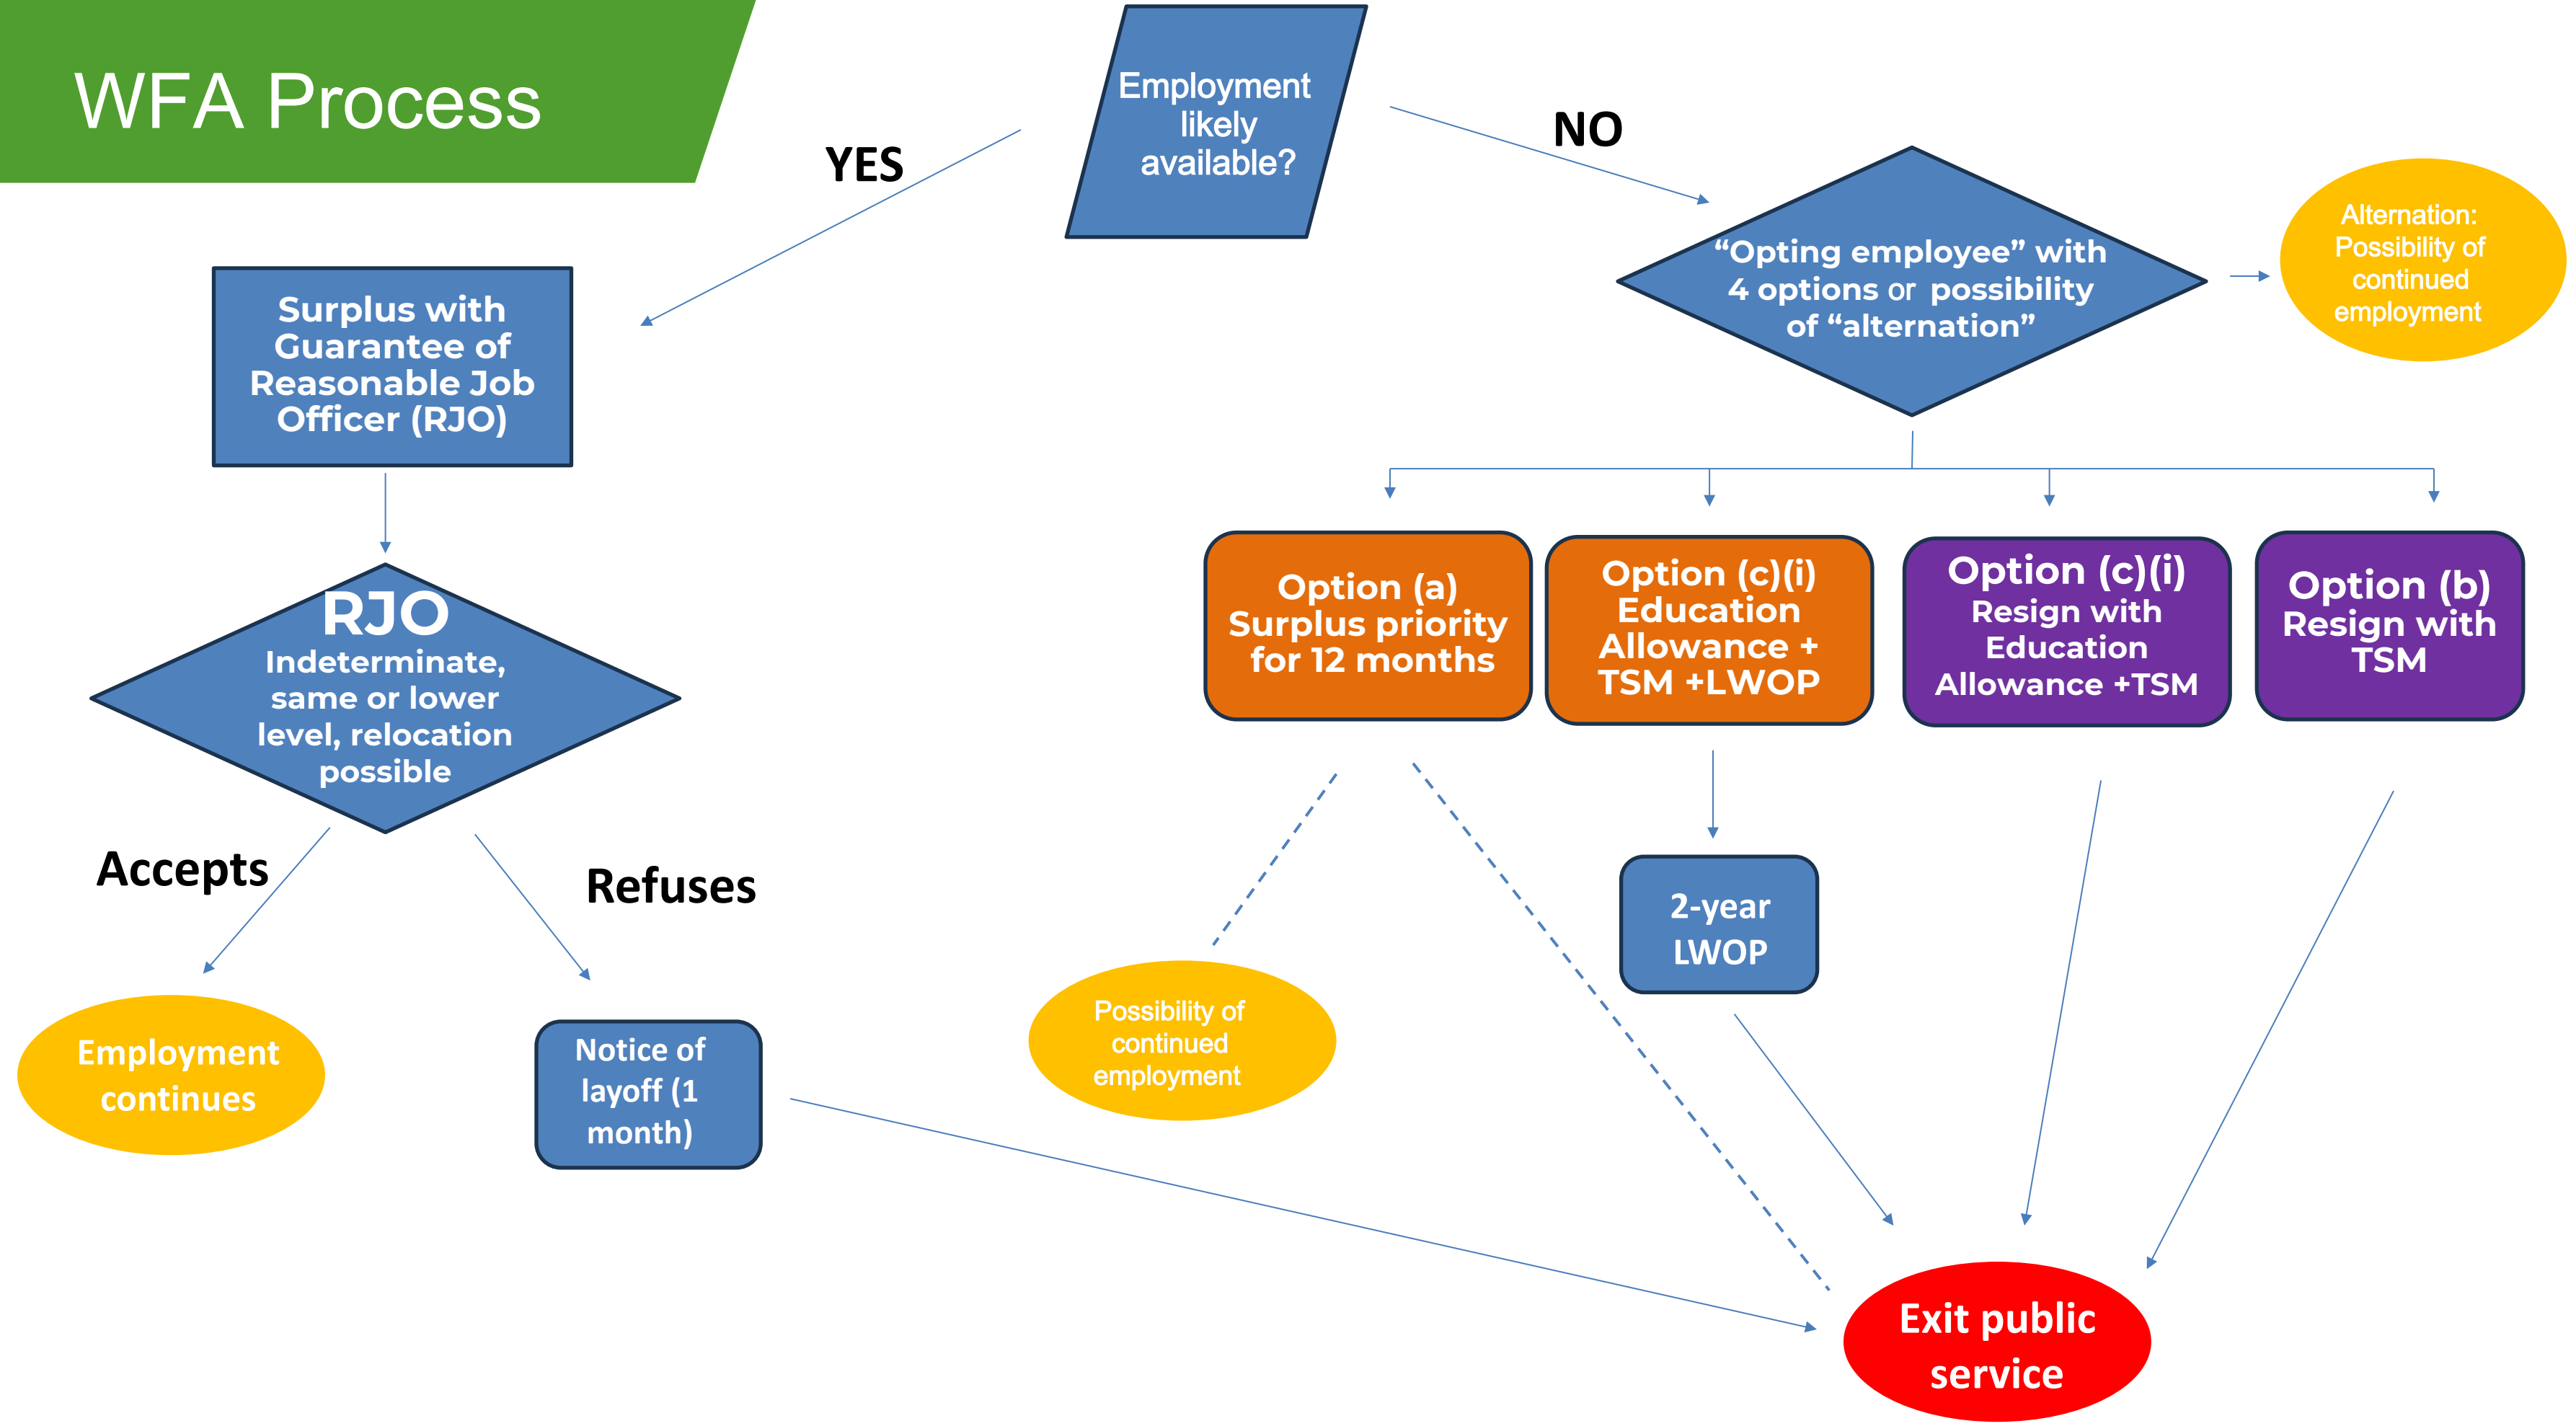 WFA Process
Employment
likely
available?
YES
NO
Surplus with
Guarantee of
Reasonable Job
Officer (RJO)
“Opting employee” with
4 options or possibility
of “alternation”
Alternation:
Possibility of
continued
employment
RJO
Indeterminate,
same or lower
level, relocation
possible
Option (a)
Surplus priority
for 12 months
Option (c)(i)
Education
Allowance +
TSM +LWOP
Option (c)(i)
Resign with
Education
Allowance +TSM
Option (b)
Resign with
TSM
Accepts
Refuses
2-year
LWOP
Employment
continues
Notice of
layoff (1
month)
Possibility of
continued
employment
Exit public
service